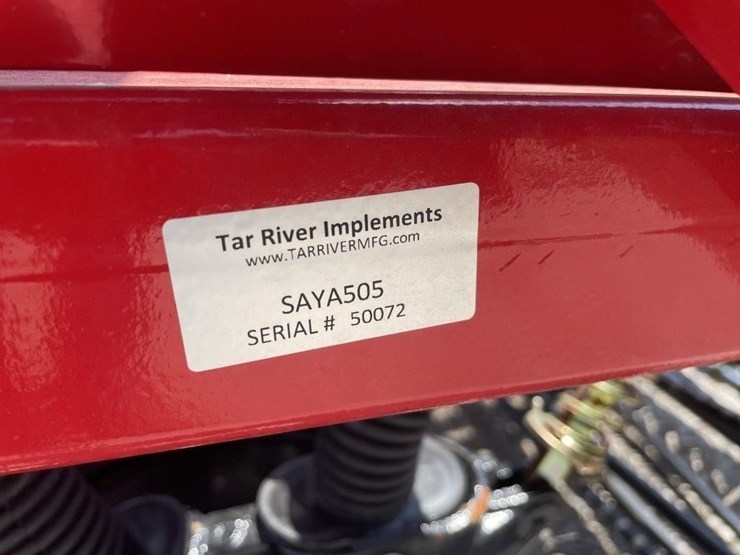 Tar River Implements
www.TARRIVERMFG.com
SAYA505
SERIAL # 50072